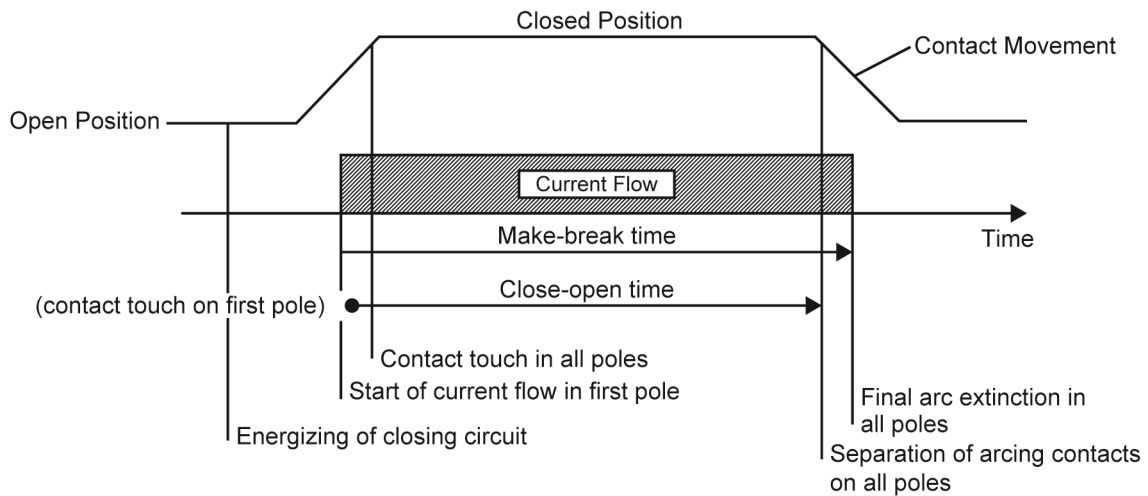 Closed Position
Contact Movement
Open Position
Current Flow
Make-break time
Time
Close-open time
(contact touch on first pole)
Contact touch in all poles
Start of current flow in first pole
Final arc extinction in
all poles
Energizing of closing circuit
Separation of arcing contacts
on all poles